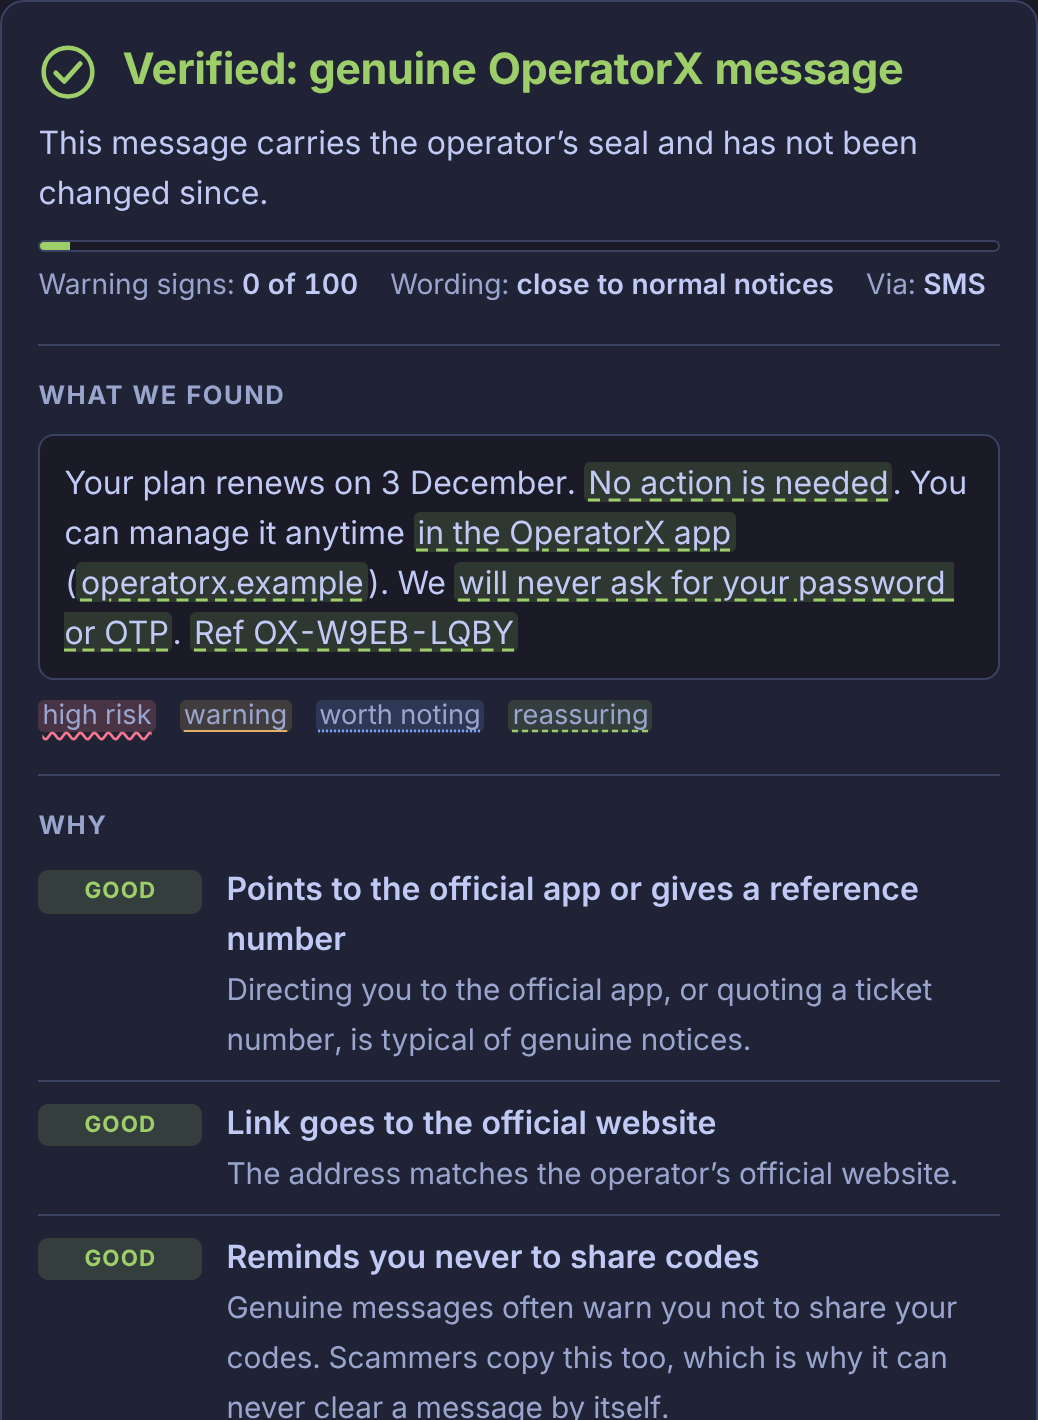 Verified: genuine OperatorX message
This message carries the operator’s seal and has not been
changed since.
Warning signs: 0 of 100 Wording: close to normal notices Via: SMS
WHAT WE FOUND
Your plan renews on 3 December. No action is needed. You
can manage it anytime in the OperatorX app
(operatorx.example). We will never ask for your password
or OTP. Ref OX-W9EB-LQBY
high risk warning worth noting reassuring
WHY
GOOD Points to the official app or gives a reference
number
Directing you to the official app, or quoting a ticket
number, is typical of genuine notices.
GOOD Link goes to the official website
The address matches the operator’s official website.
GOOD Reminds you never to share codes
Genuine messages often warn you not to share your
codes. Scammers copy this too, which is why it can
never clear a message by itself.